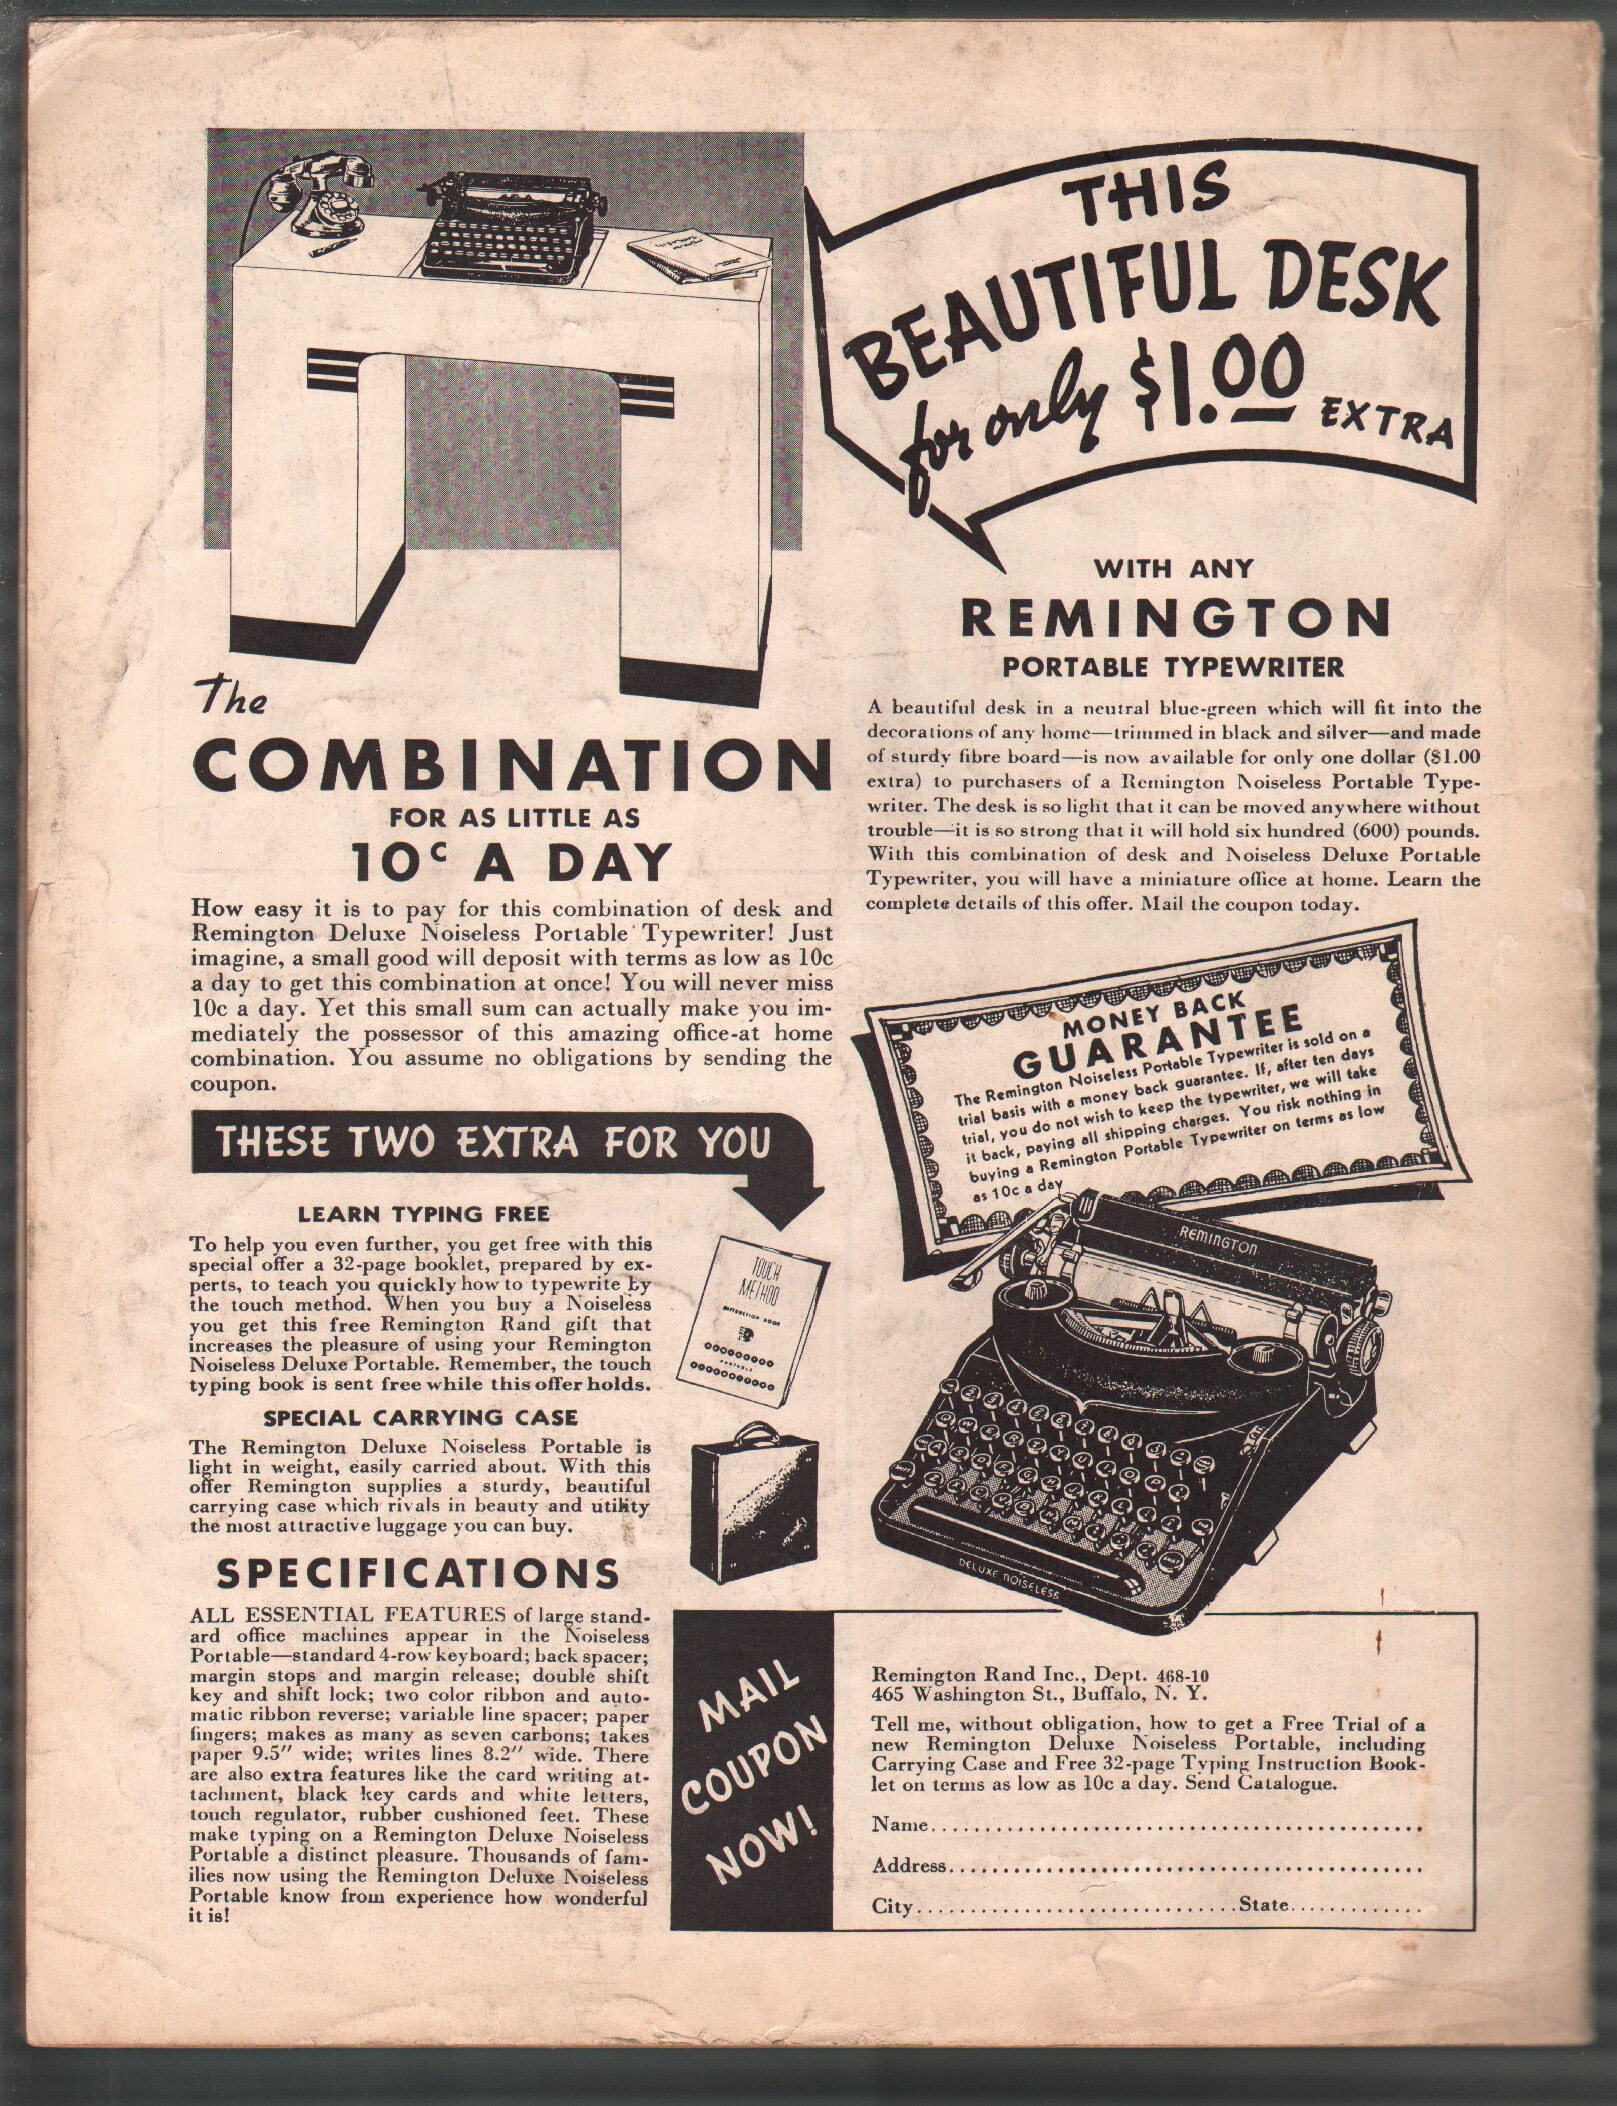 THIS
BEAUTIFUL DESK
for only $1.00 EXTRA
WITH ANY
REMINGTON
PORTABLE TYPEWRITER
A beautiful desk in a neutral blue-green which will fit into the
decorations of any home—trimmed in black and silver—and made
of sturdy fibre board—is now available for only one dollar ($1.00
extra) to purchasers of a Remington Noiseless Portable Type-
writer. The desk is so light that it can be moved anywhere without
trouble—it is so strong that it will hold six hundred (600) pounds.
With this combination of desk and Noiseless Deluxe Portable
Typewriter, you will have a miniature office at home. Learn the
complete details of this offer. Mail the coupon today.
The
COMBINATION
FOR AS LITTLE AS
10c A DAY
How easy it is to pay for this combination of desk and
Remington Deluxe Noiseless Portable Typewriter! Just
imagine, a small good will deposit with terms as low as 10c
a day to get this combination at once! You will never miss
10c a day. Yet this small sum can actually make you im-
mediately the possessor of this amazing office-at home
combination. You assume no obligations by sending the
coupon.
MONEY BACK
GUARANTEE
The Remington Noiseless Portable Typewriter is sold on a
trial basis with a money back guarantee. If, after ten days
trial, you do not wish to keep the typewriter, we will take
it back, paying all shipping charges. You risk nothing in
buying a Remington Portable Typewriter on terms as low
as 10c a day
THESE TWO EXTRA FOR YOU
LEARN TYPING FREE
To help you even further, you get free with this
special offer a 32-page booklet, prepared by ex-
perts, to teach you quickly how to typewrite by
the touch method. When you buy a Noiseless
you get this free Remington Rand gift that
increases the pleasure of using your Remington
Noiseless Deluxe Portable. Remember, the touch
typing book is sent free while this offer holds.
TOUCH
METHOD
INSTRUCTION BOOK
PORTABLE
SPECIAL CARRYING CASE
The Remington Deluxe Noiseless Portable is
light in weight, easily carried about. With this
offer Remington supplies a sturdy, beautiful
carrying case which rivals in beauty and utility
the most attractive luggage you can buy.
REMINGTON
DELUXE NOISELESS
SPECIFICATIONS
ALL ESSENTIAL FEATURES of large stand-
ard office machines appear in the Noiseless
Portable—standard 4-row keyboard; back spacer;
margin stops and margin release; double shift
key and shift lock; two color ribbon and auto-
matic ribbon reverse; variable line spacer; paper
fingers; makes as many as seven carbons; takes
paper 9.5" wide; writes lines 8.2" wide. There
are also extra features like the card writing at-
tachment, black key cards and white letters,
touch regulator, rubber cushioned feet. These
make typing on a Remington Deluxe Noiseless
Portable a distinct pleasure. Thousands of fam-
ilies now using the Remington Deluxe Noiseless
Portable know from experience how wonderful
it is!
MAIL
COUPON
NOW!
Remington Rand Inc., Dept. 468-10
465 Washington St., Buffalo, N. Y.
Tell me, without obligation, how to get a Free Trial of a
new Remington Deluxe Noiseless Portable, including
Carrying Case and Free 32-page Typing Instruction Book-
let on terms as low as 10c a day. Send Catalogue.
Name
Address
City State